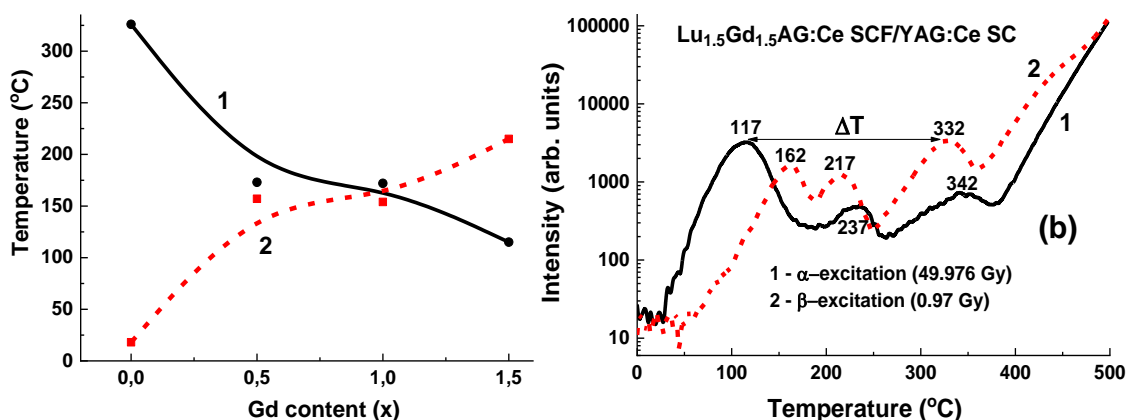 Temperature (°C)
350
300
250
200
150
100
50
0
1
2
0,0 0,5 1,0 1,5
Gd content (x)
Intensity (arb. units)
100000
10000
1000
100
10
Lu1.5Gd1.5AG:Ce SCF/YAG:Ce SC
2
1
117 ΔT 332
162 217
342
237
(b)
1 - α–excitation (49.976 Gy)
2 - β–excitation (0.97 Gy)
0 100 200 300 400 500
Temperature (°C)